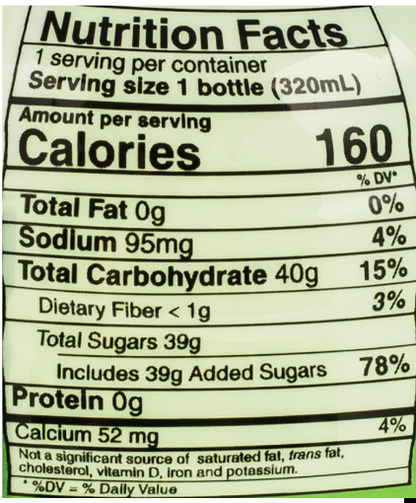 Nutrition Facts
1 serving per container
Serving size 1 bottle (320mL)
Amount per serving
Calories 160
% DV*
Total Fat 0g 0%
Sodium 95mg 4%
Total Carbohydrate 40g 15%
Dietary Fiber < 1g 3%
Total Sugars 39g
Includes 39g Added Sugars 78%
Protein 0g
Calcium 52 mg 4%
Not a significant source of saturated fat, trans fat,
cholesterol, vitamin D, iron and potassium.
* %DV = % Daily Value